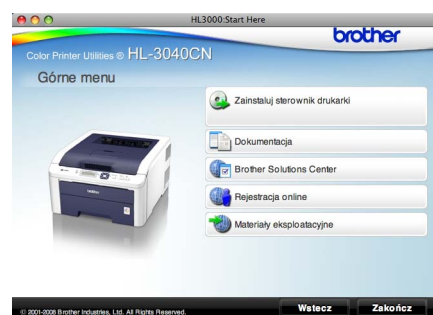 HL3000:Start Here
brother
Color Printer Utilities ® HL-3040CN
Górne menu
Zainstaluj sterownik drukarki
Dokumentacja
Brother Solutions Center
Rejestracja online
Materiały eksploatacyjne
© 2001-2008 Brother Industries, Ltd. All Rights Reserved.
Wstecz
Zakończ